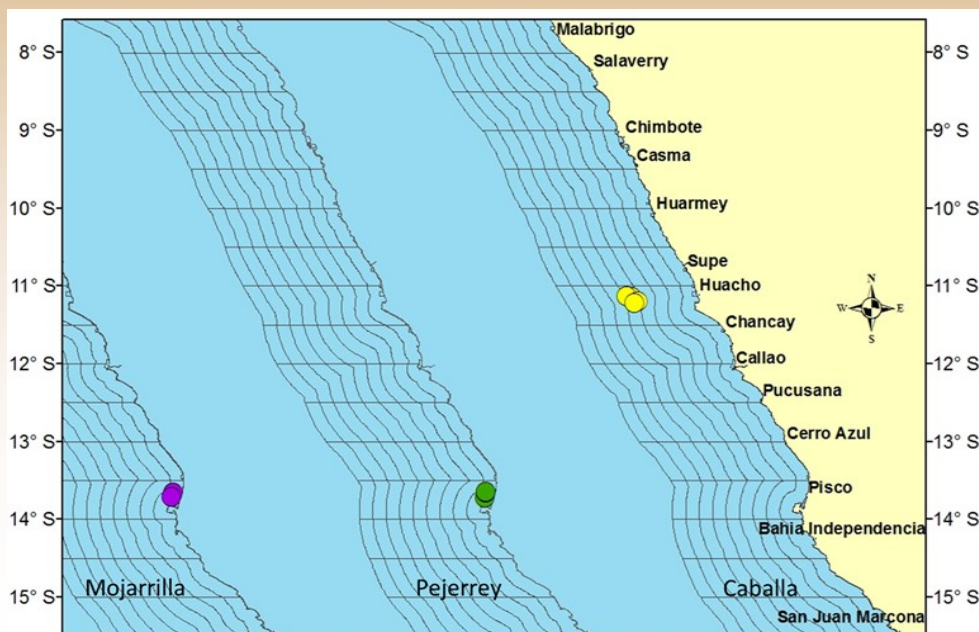 Malabrigo
8° S
8° S
Salaverry
Chimbote
9° S
9° S
Casma
Huarmey
10° S
10° S
Supe
Huacho
11° S
11° S
N
W
E
S
Chancay
Callao
12° S
12° S
Pucusana
Cerro Azul
13° S
13° S
Pisco
14° S
14° S
Bahia Independencia
Mojarrilla
Pejerrey
Caballa
15° S
15° S
San Juan Marcona